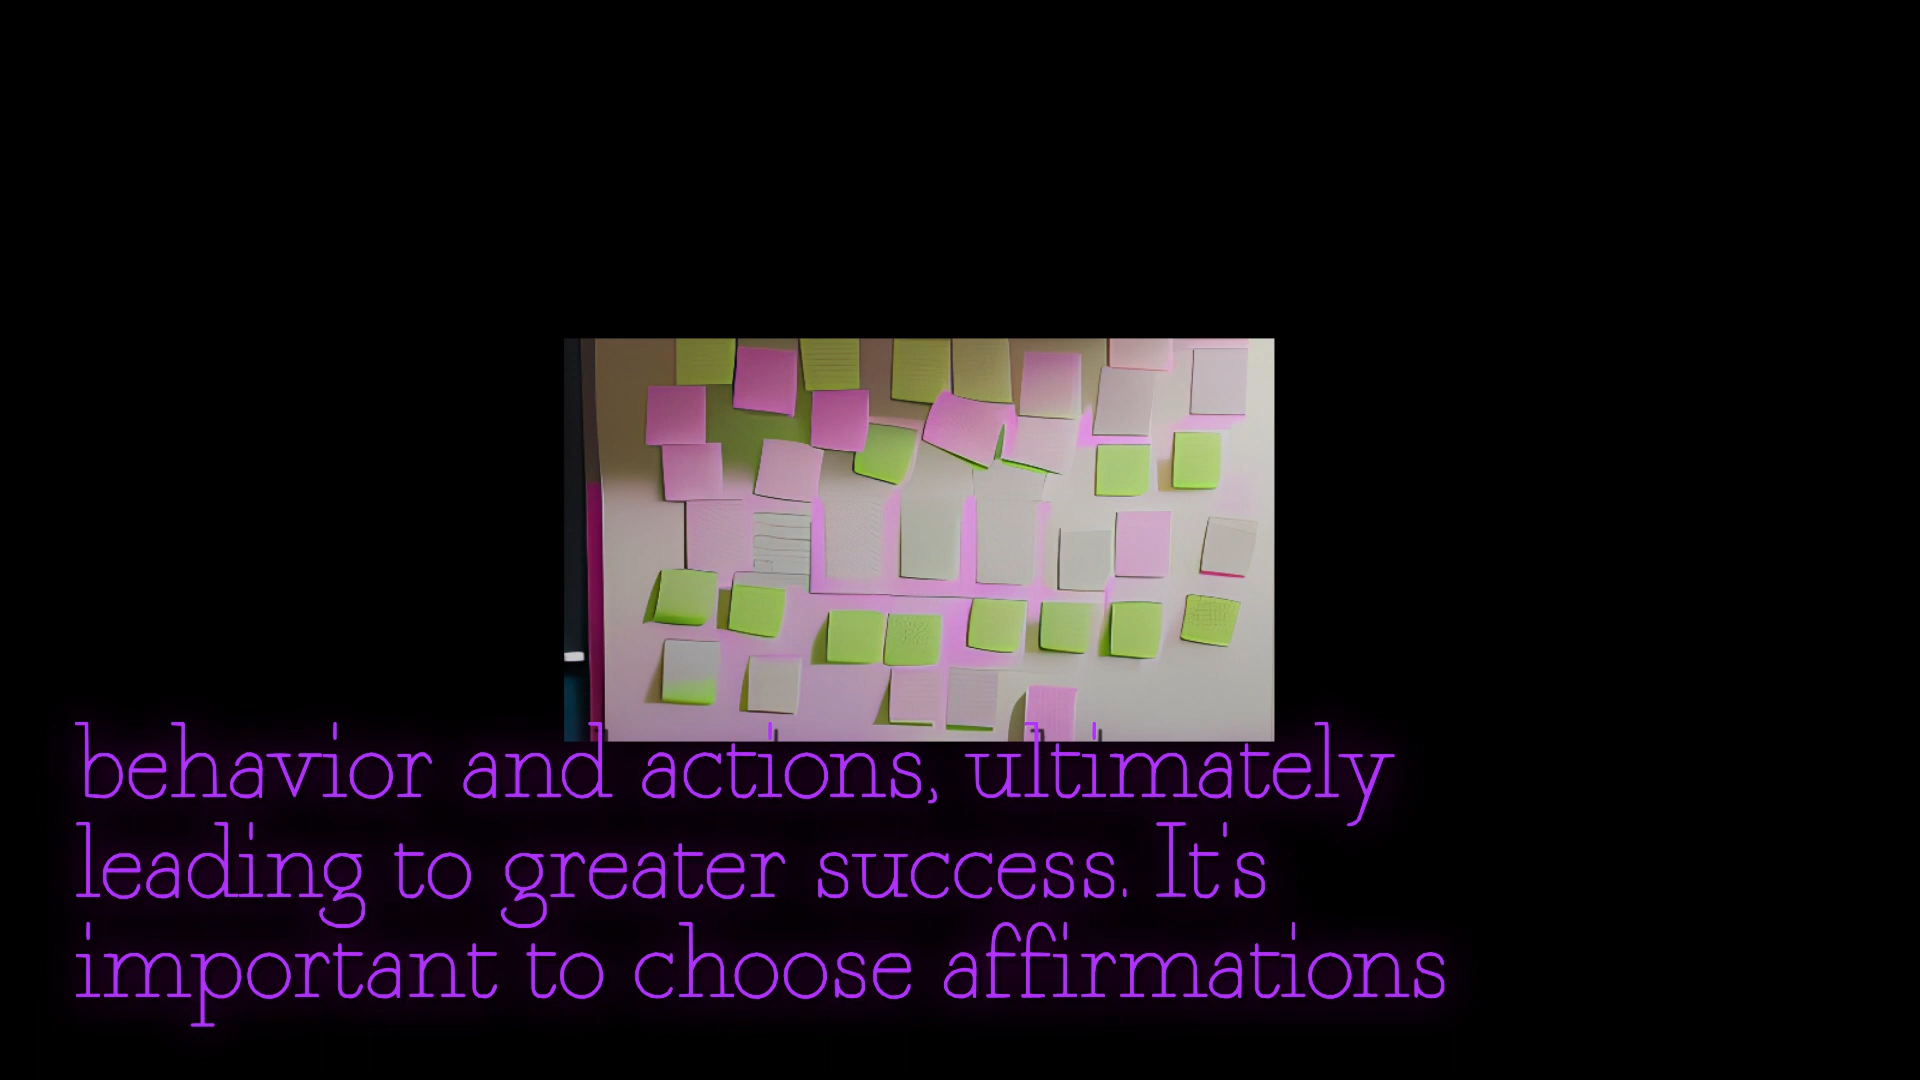 behavior and actions, ultimately
leading to greater success. It's
important to choose affirmations